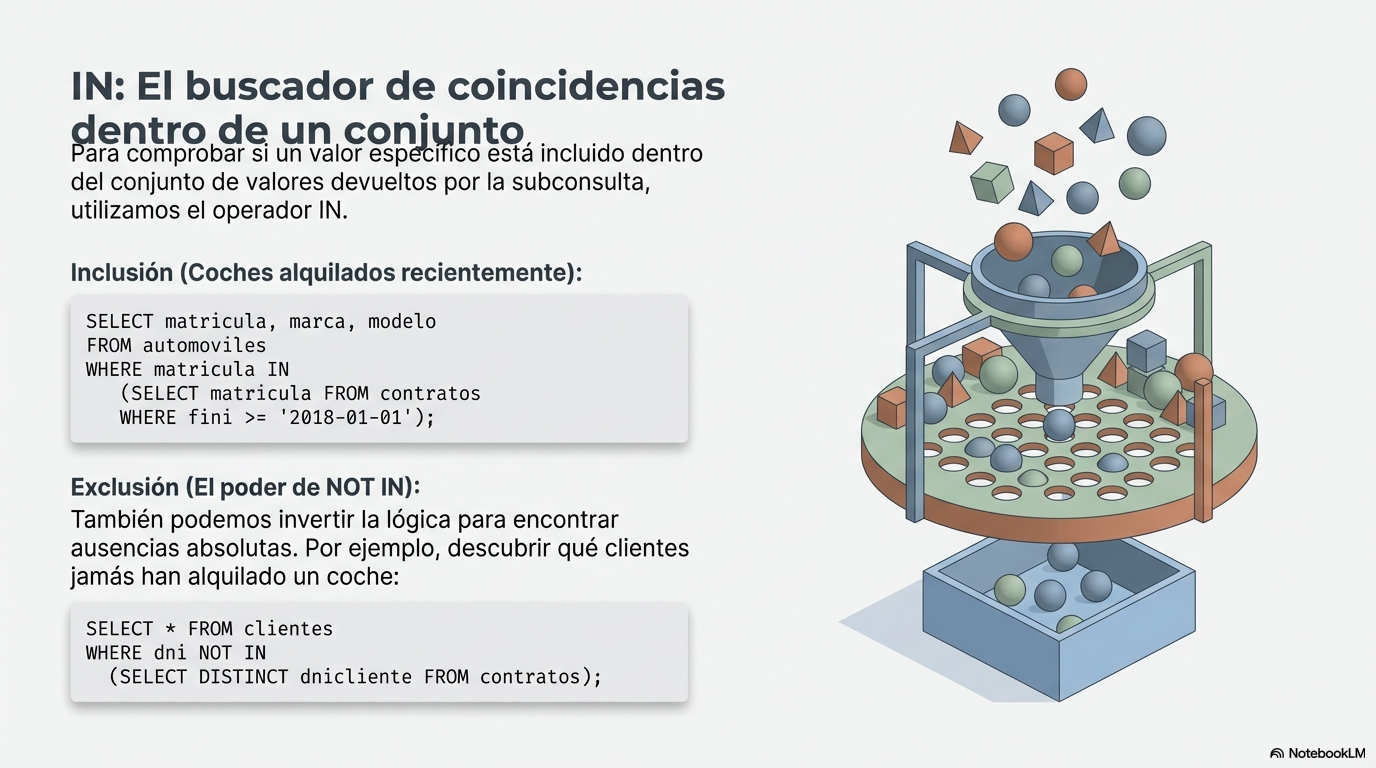 IN: El buscador de coincidencias
dentro de un conjunto
Para comprobar si un valor específico está incluido dentro
del conjunto de valores devueltos por la subconsulta,
utilizamos el operador IN.
Inclusión (Coches alquilados recientemente):
SELECT matricula, marca, modelo
FROM automoviles
WHERE matricula IN
(SELECT matricula FROM contratos
WHERE fini >= '2018-01-01');
Exclusión (El poder de NOT IN):
También podemos invertir la lógica para encontrar
ausencias absolutas. Por ejemplo, descubrir qué clientes
jamás han alquilado un coche:
SELECT * FROM clientes
WHERE dni NOT IN
(SELECT DISTINCT dnicliente FROM contratos);
NotebookLM